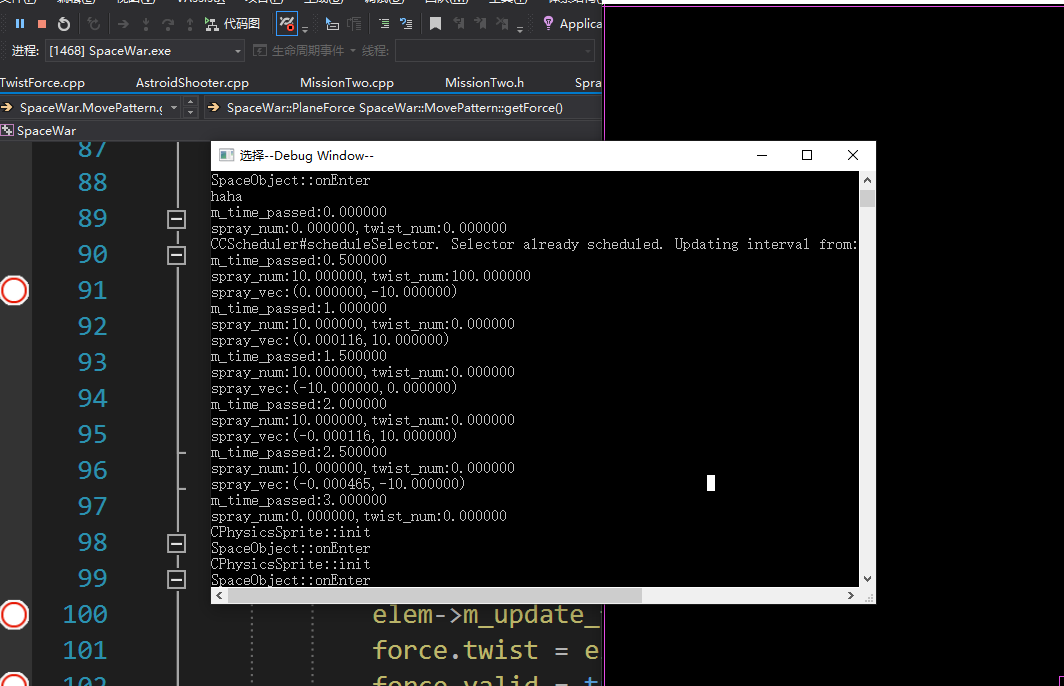 代码图
Applica
进程: [1468] SpaceWar.exe
生命周期事件
线程:
TwistForce.cpp AstroidShooter.cpp MissionTwo.cpp MissionTwo.h Spra
SpaceWar.MovePattern. SpaceWar::PlaneForce SpaceWar::MovePattern::getForce()
SpaceWar
87
88
89
90
91
92
93
94
95
96
97
98
99
100 elem->m_update_
101 force.twist = e
102 force.valid = t
选择--Debug Window--
SpaceObject::onEnter
haha
m_time_passed:0.000000
spray_num:0.000000,twist_num:0.000000
CCScheduler#scheduleSelector. Selector already scheduled. Updating interval from:
m_time_passed:0.500000
spray_num:10.000000,twist_num:100.000000
spray_vec:(0.000000,-10.000000)
m_time_passed:1.000000
spray_num:10.000000,twist_num:0.000000
spray_vec:(0.000116,10.000000)
m_time_passed:1.500000
spray_num:10.000000,twist_num:0.000000
spray_vec:(-10.000000,0.000000)
m_time_passed:2.000000
spray_num:10.000000,twist_num:0.000000
spray_vec:(-0.000116,10.000000)
m_time_passed:2.500000
spray_num:10.000000,twist_num:0.000000
spray_vec:(-0.000465,-10.000000)
m_time_passed:3.000000
spray_num:0.000000,twist_num:0.000000
CPhysicsSprite::init
SpaceObject::onEnter
CPhysicsSprite::init
SpaceObject::onEnter